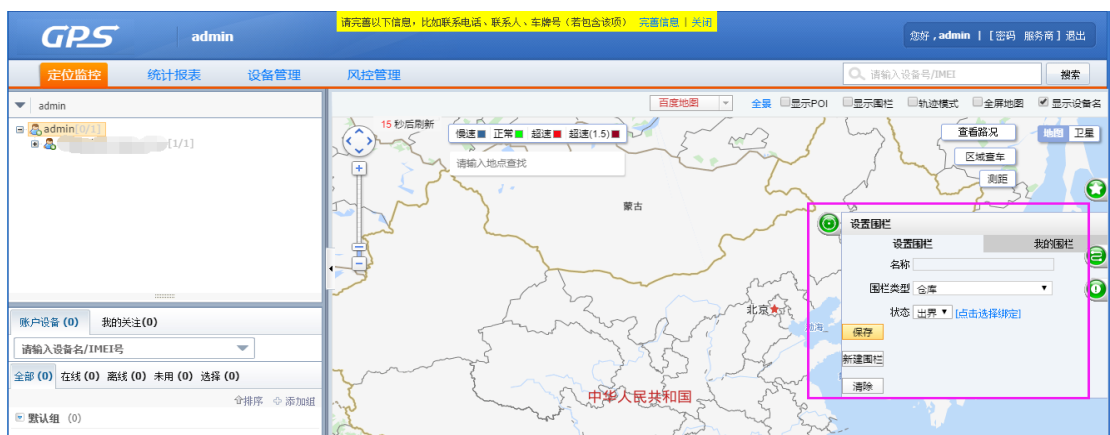 请完善以下信息，比如联系电话、联系人、车牌号（若包含该项） 完善信息 | 关闭
GPS admin
您好，admin | 【密码 服务商】退出
定位监控 统计报表 设备管理 风控管理
请输入设备号/IMEI 搜索
admin
百度地图 全景 显示POI 显示围栏 轨迹模式 全屏地图 显示设备名
admin[0/1]
[1/1]
15 秒后刷新
慢速 正常 超速 超速(1.5)
查看路况 地图 卫星
请输入地点查找
区域查车
测距
蒙古
设置围栏
设置围栏 我的围栏
名称
围栏类型 仓库
状态 出界 [点击选择绑定]
保存
新建围栏
清除
北京
渤海
中华人民共和国
账户设备 (0) 我的关注(0)
请输入设备名/IMEI号
全部 (0) 在线 (0) 离线 (0) 未用 (0) 选择 (0)
排序 添加组
默认组 (0)